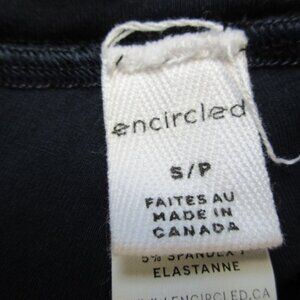 encircled
S/P
FAITES AU
MADE IN
CANADA
5% SPANDEX /
ELASTANNE
ENCIRCLED.CA